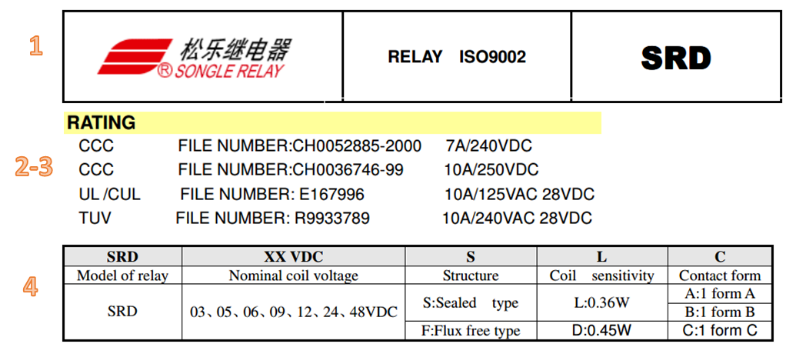 1
松乐继电器
®SONGLE RELAY
RELAY ISO9002
SRD
RATING
2-3
CCC FILE NUMBER:CH0052885-2000 7A/240VDC
CCC FILE NUMBER:CH0036746-99 10A/250VDC
UL /CUL FILE NUMBER: E167996 10A/125VAC 28VDC
TUV FILE NUMBER: R9933789 10A/240VAC 28VDC
4
SRD XX VDC S L C
Model of relay Nominal coil voltage Structure Coil sensitivity Contact form
SRD 03、05、06、09、12、24、48VDC S:Sealed type L:0.36W A:1 form A
B:1 form B
F:Flux free type D:0.45W C:1 form C